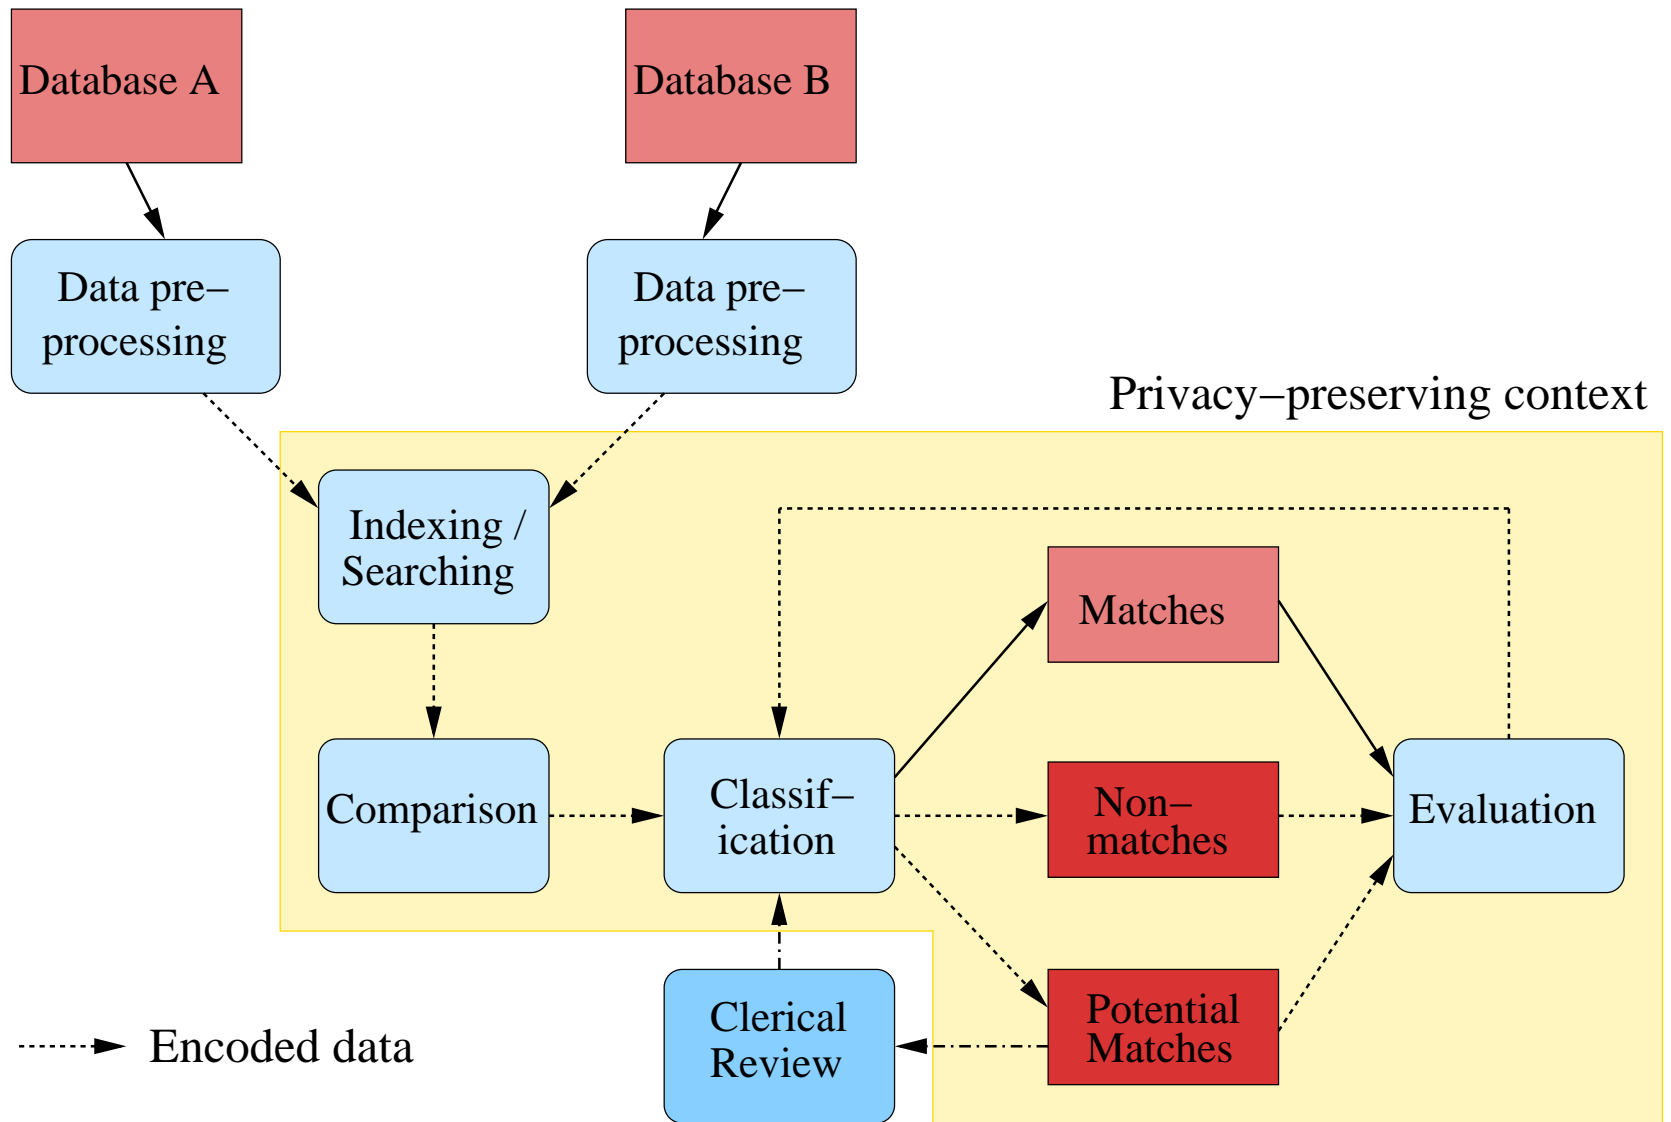 Database A
Database B
Data pre−
processing
Data pre−
processing
Privacy−preserving context
Indexing /
Searching
Matches
Comparison
Classif−
ication
Non−
matches
Evaluation
Clerical
Review
Potential
Matches
Encoded data